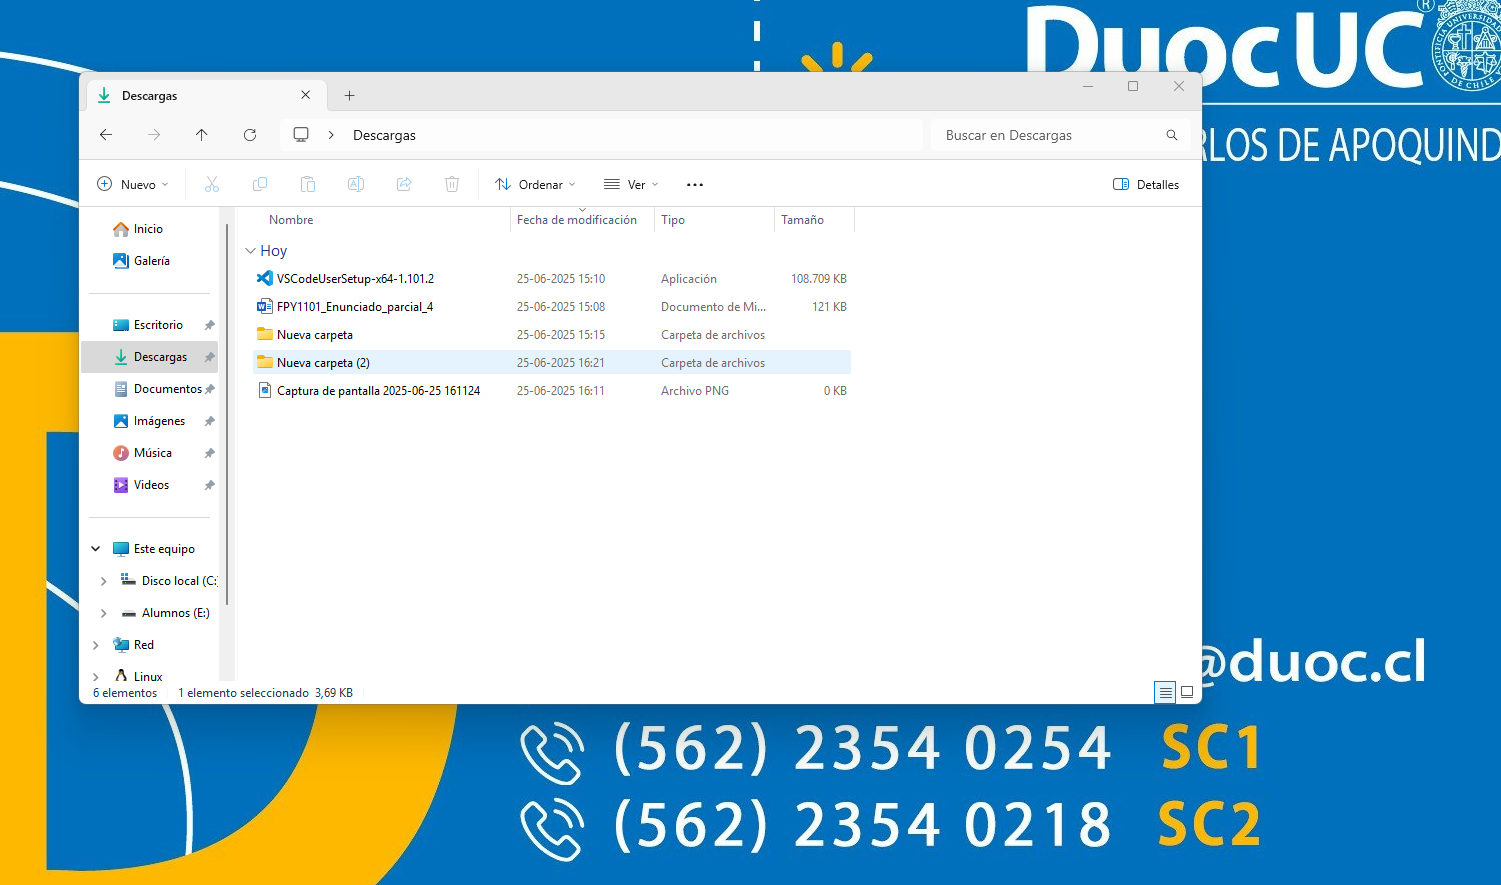 Duoc UC
®
RLOS DE APOQUIND
Descargas
Descargas
Buscar en Descargas
Nuevo
Ordenar
Ver
Detalles
Inicio
Galería
Escritorio
Descargas
Documentos
Imágenes
Música
Videos
Este equipo
Disco local (C:)
Alumnos (E:)
Red
Linux
Nombre Fecha de modificación Tipo Tamaño
Hoy
VSCodeUserSetup-x64-1.101.2 25-06-2025 15:10 Aplicación 108.709 KB
FPY1101_Enunciado_parcial_4 25-06-2025 15:08 Documento de Mi... 121 KB
Nueva carpeta 25-06-2025 15:15 Carpeta de archivos
Nueva carpeta (2) 25-06-2025 16:21 Carpeta de archivos
Captura de pantalla 2025-06-25 161124 25-06-2025 16:11 Archivo PNG 0 KB
6 elementos 1 elemento seleccionado 3,69 KB
@duoc.cl
(562) 2354 0254 SC1
(562) 2354 0218 SC2